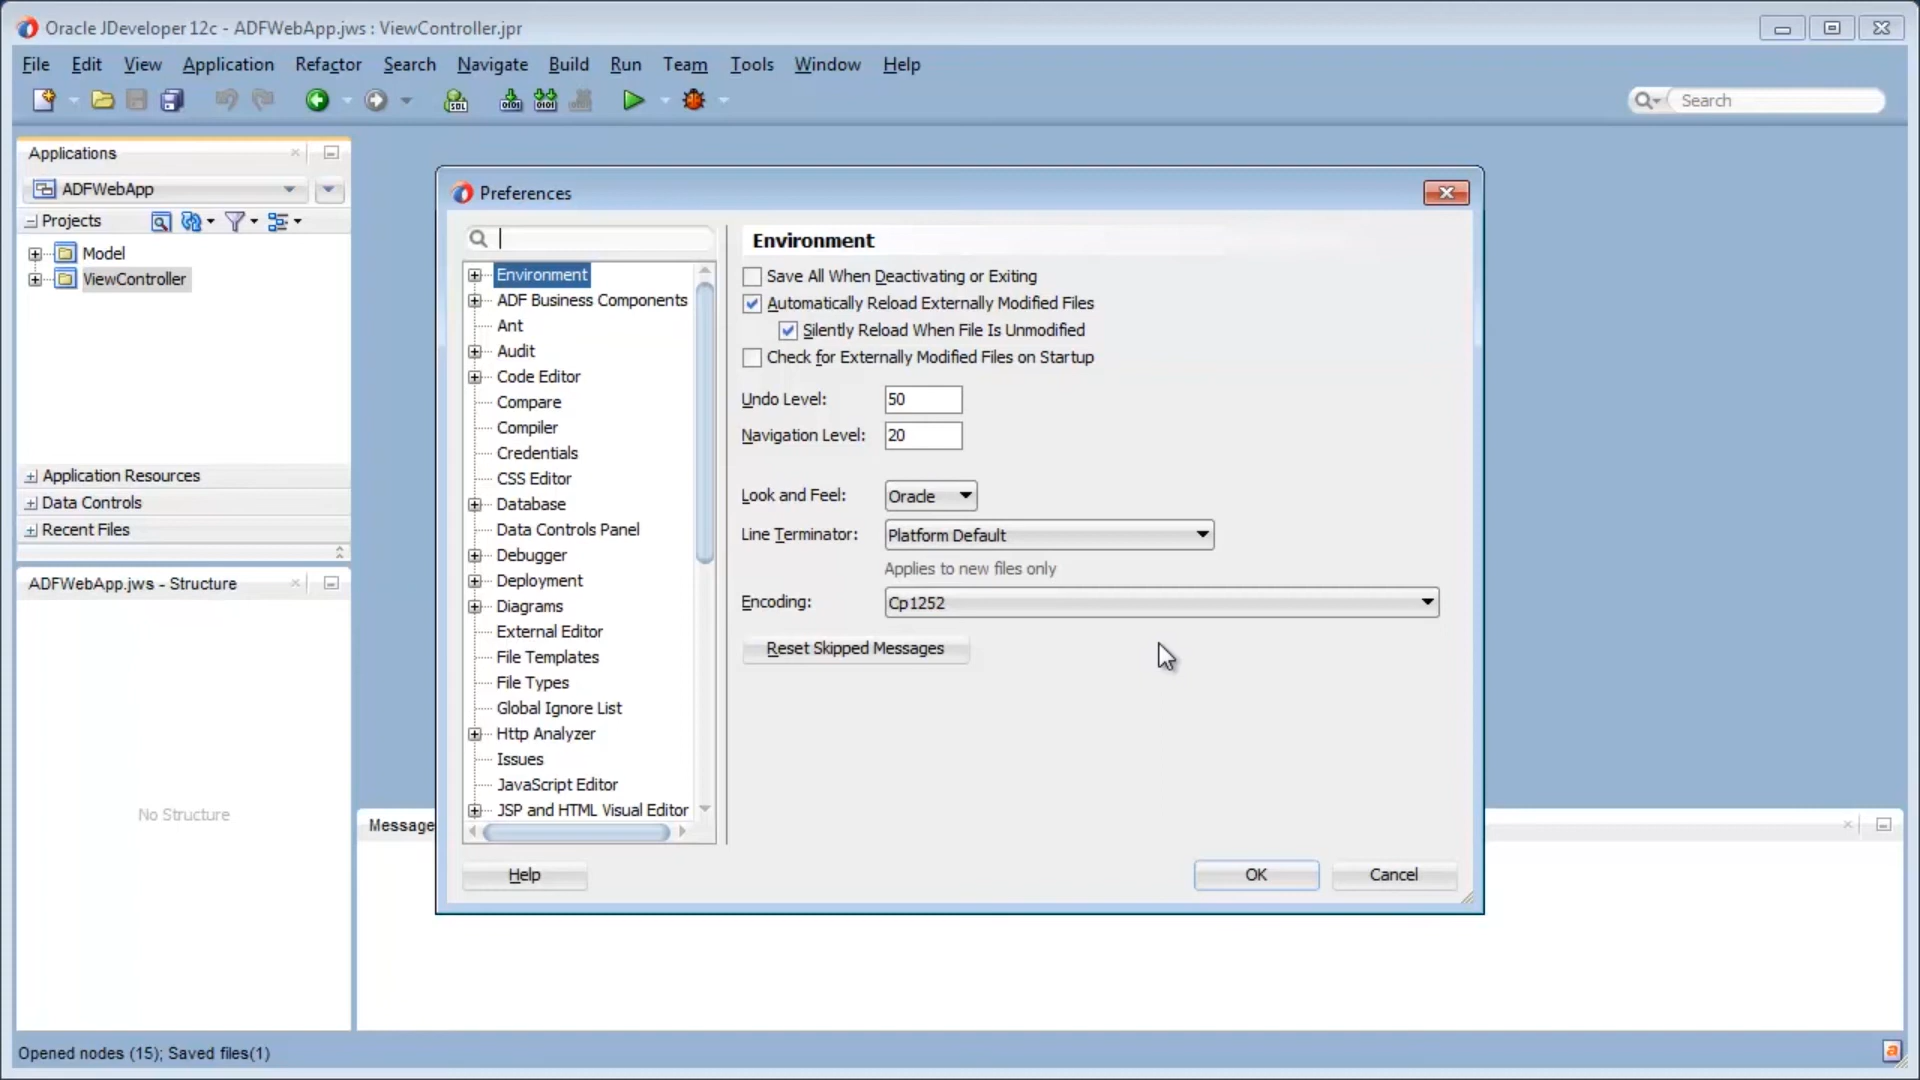 Oracle JDeveloper 12c - ADFWebApp.jws : ViewController.jpr
File Edit View Application Refactor Search Navigate Build Run Team Tools Window Help
Search
Applications
ADFWebApp
Projects
Model
ViewController
Application Resources
Data Controls
Recent Files
ADFWebApp.jws - Structure
No Structure
Message
Preferences
Environment
ADF Business Components
Ant
Audit
Code Editor
Compare
Compiler
Credentials
CSS Editor
Database
Data Controls Panel
Debugger
Deployment
Diagrams
External Editor
File Templates
File Types
Global Ignore List
Http Analyzer
Issues
JavaScript Editor
JSP and HTML Visual Editor
Environment
Save All When Deactivating or Exiting
Automatically Reload Externally Modified Files
Silently Reload When File Is Unmodified
Check for Externally Modified Files on Startup
Undo Level: 50
Navigation Level: 20
Look and Feel: Oracle
Line Terminator: Platform Default
Applies to new files only
Encoding: Cp1252
Reset Skipped Messages
Help OK Cancel
Opened nodes (15); Saved files(1)